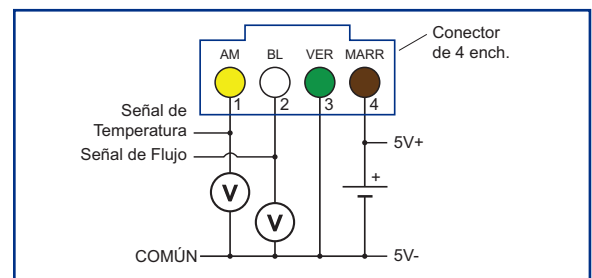 Conector
de 4 ench.
AM BL VER MARR
1 2 3 4
Señal de
Temperatura
Señal de Flujo
5V+
+
V
V
COMÚN
5V-